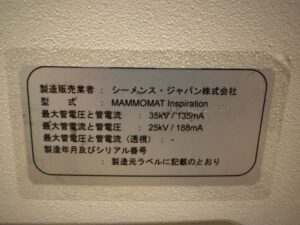 製造販売業者 : シーメンス・ジャパン株式会社
型 式 : MAMMOMAT Inspiration
最大管電圧と管電流 : 35kV / 135mA
最大管電流と管電圧 : 25kV / 188mA
最大管電圧と管電流（透視） : -
製造年月及びシリアル番号
: 製造元ラベルに記載のとおり